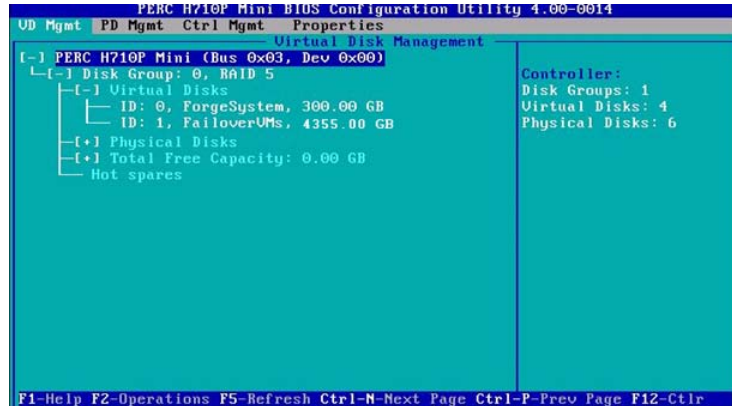 PERC H710P Mini BIOS Configuration Utility 4.00-0014
VD Mgmt PD Mgmt Ctrl Mgmt Properties
Virtual Disk Management
[-] PERC H710P Mini (Bus 0x03, Dev 0x00)
[-] Disk Group: 0, RAID 5
[-] Virtual Disks
ID: 0, ForgeSystem, 300.00 GB
ID: 1, FailoverVMs, 4355.00 GB
[+] Physical Disks
[+] Total Free Capacity: 0.00 GB
Hot spares
Controller:
Disk Groups: 1
Virtual Disks: 4
Physical Disks: 6
F1-Help F2-Operations F5-Refresh Ctrl-N-Next Page Ctrl-P-Prev Page F12-Ctlr